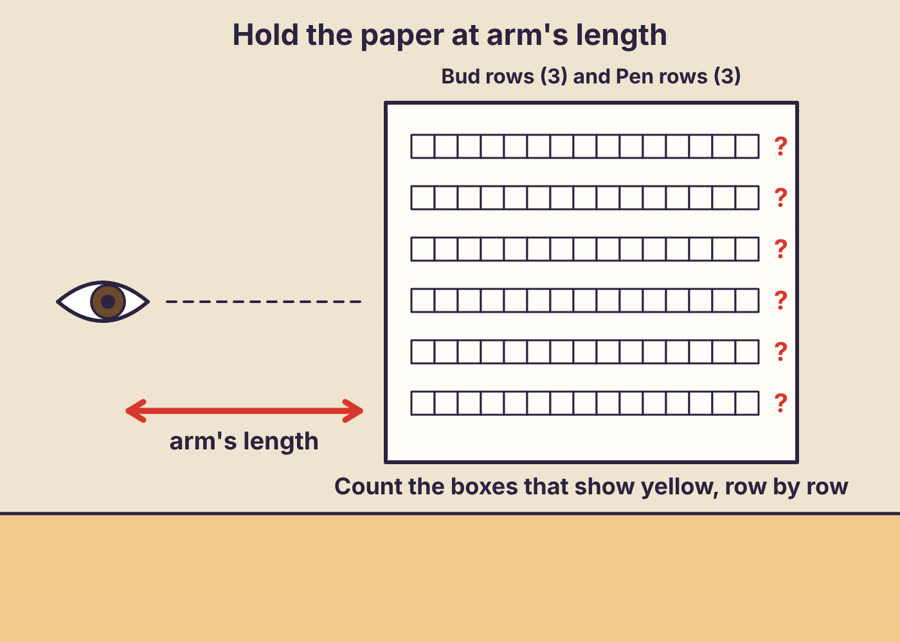 Hold the paper at arm's length
Bud rows (3) and Pen rows (3)
?
?
?
?
?
?
arm's length
Count the boxes that show yellow, row by row